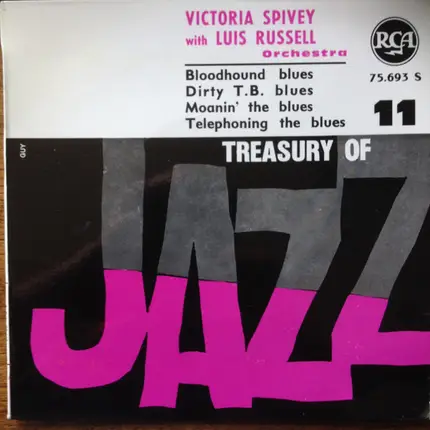 VICTORIA SPIVEY
with LUIS RUSSELL
Orchestra
RCA
75.693 S
Bloodhound blues
Dirty T.B. blues
Moanin' the blues
Telephoning the blues
11
GUY
TREASURY OF
JAZZ